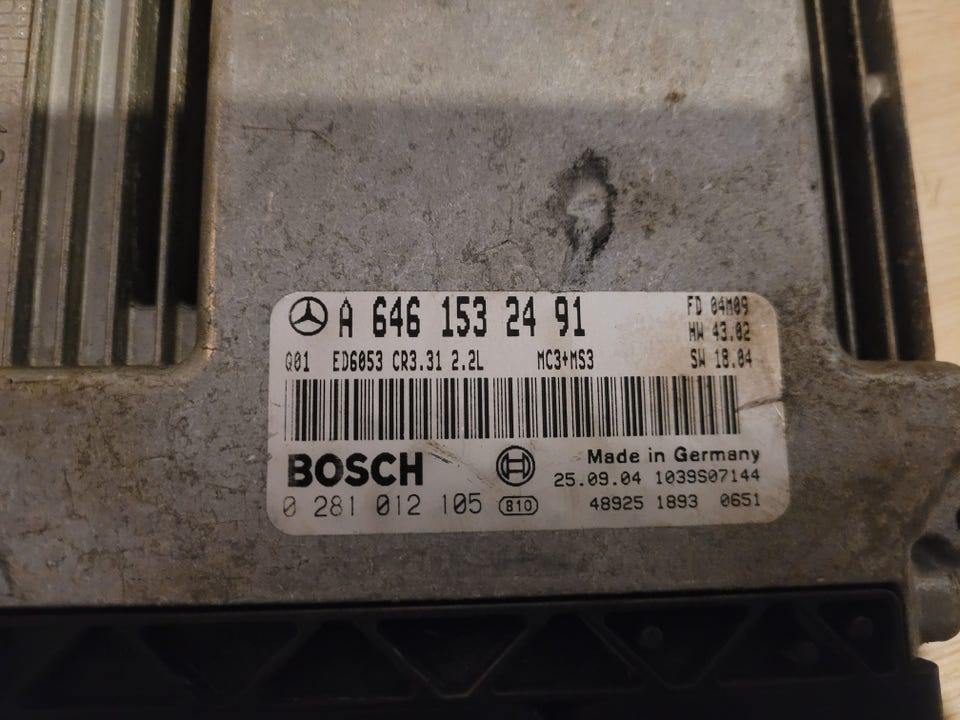 A 646 153 24 91
FD 04M09
HW 43.02
G01 ED6053 CR3.31 2.2L MC3+MS3 SW 18.04
BOSCH
Made in Germany
25.09.04 1039S07144
0 281 012 105 810 48925 1893 0651